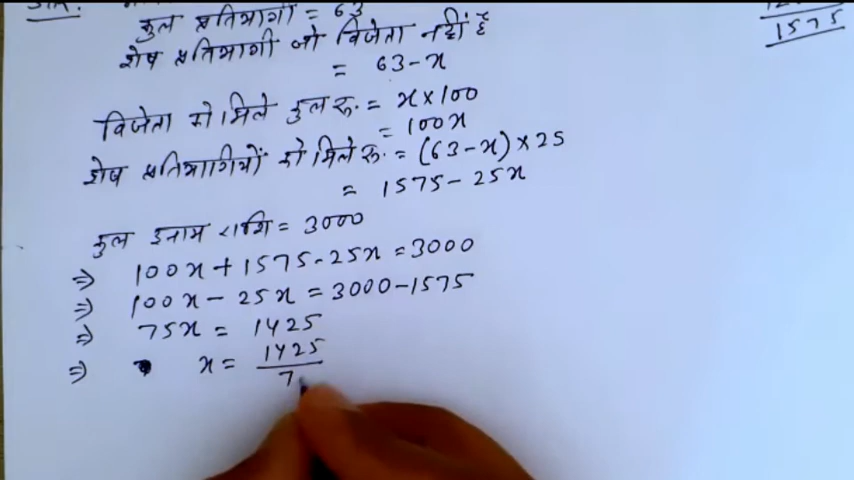 कुल प्रतिभागी = 63
शेष प्रतिभागी जो विजेता नहीं हैं
= 63-x
विजेता को मिले कुल रु. = x×100
= 100x
शेष प्रतिभागियों को मिले रु. = (63-x)×25
= 1575-25x
कुल इनाम राशि = 3000
⇒ 100x+1575-25x=3000
⇒ 100x-25x=3000-1575
⇒ 75x = 1425
⇒ x = 1425/7
1575